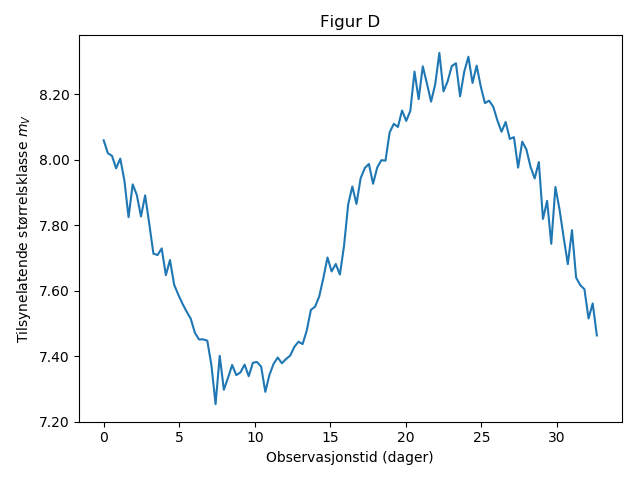 Figur D
Tilsynelatende størrelsklasse $m_V$
8.20
8.00
7.80
7.60
7.40
7.20
0 5 10 15 20 25 30
Observasjonstid (dager)